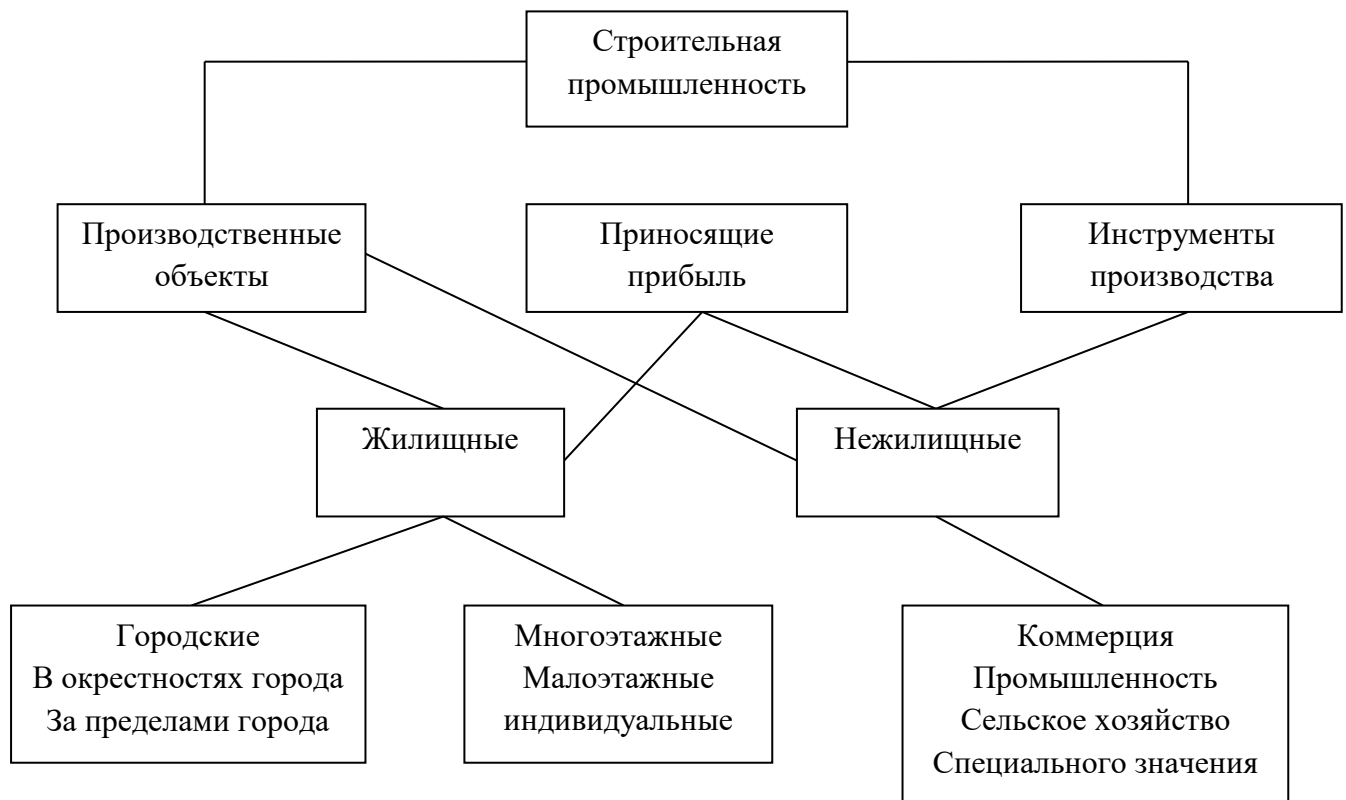 Строительная
промышленность
Производственные
объекты
Приносящие
прибыль
Инструменты
производства
Жилищные
Нежилищные
Городские
В окрестностях города
За пределами города
Многоэтажные
Малоэтажные
индивидуальные
Коммерция
Промышленность
Сельское хозяйство
Специального значения